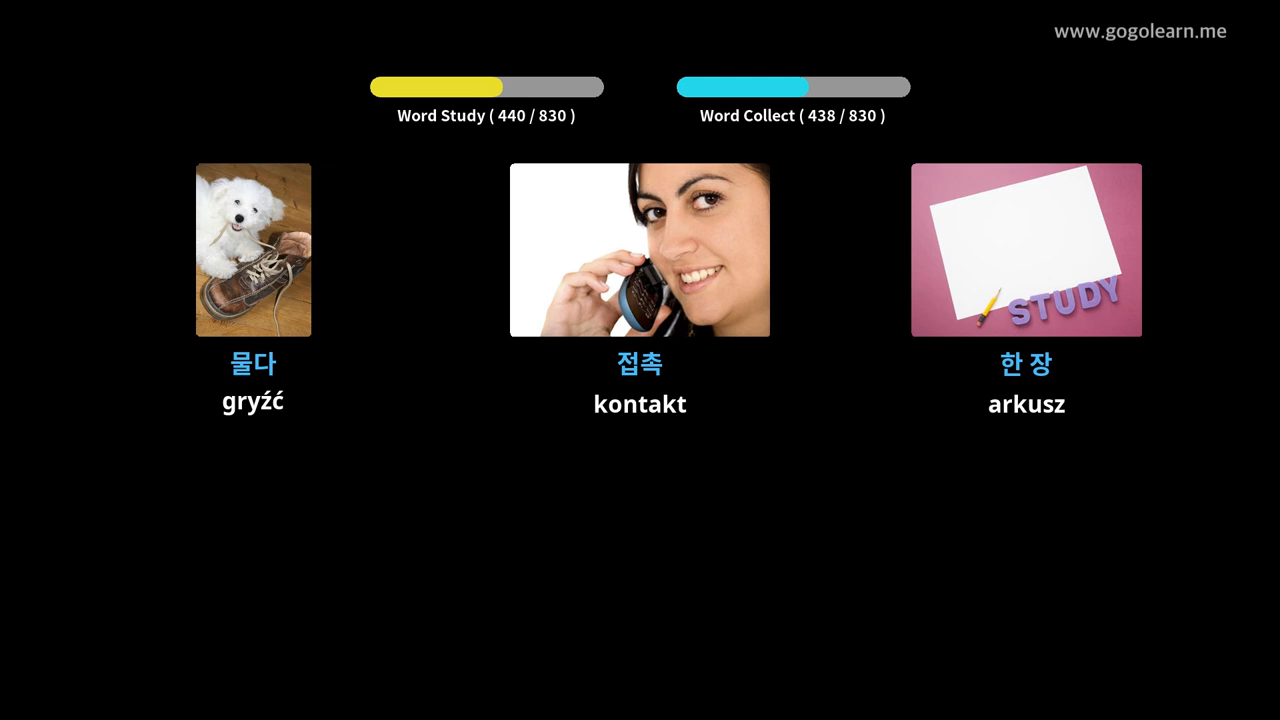 www.gogolearn.me
Word Study ( 440 / 830 )
Word Collect ( 438 / 830 )
STUDY
물다
접촉
한 장
gryźć
kontakt
arkusz